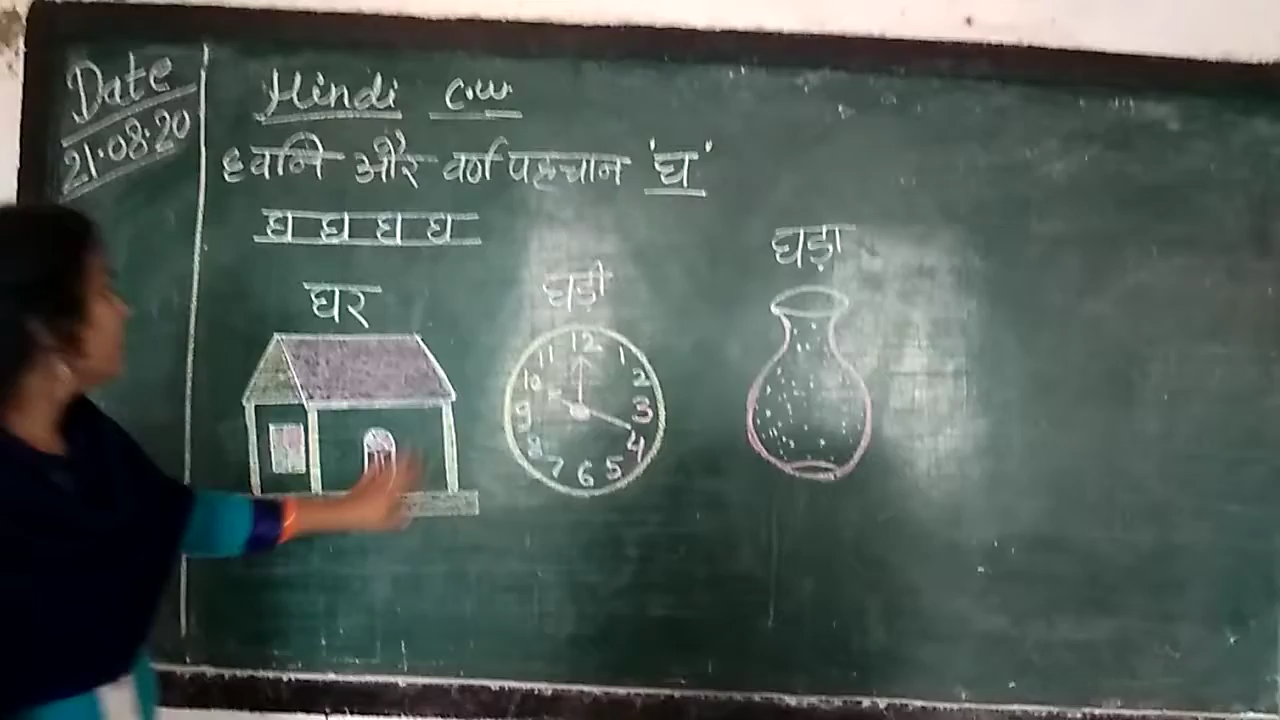 Date
21.08.20
Hindi C.W.
ध्वनि और वर्ण पहचान 'घ'
घ घ घ घ
घर
घड़ी
घड़ा
12
11 1
10 2
9 3
8 4
7 6 5